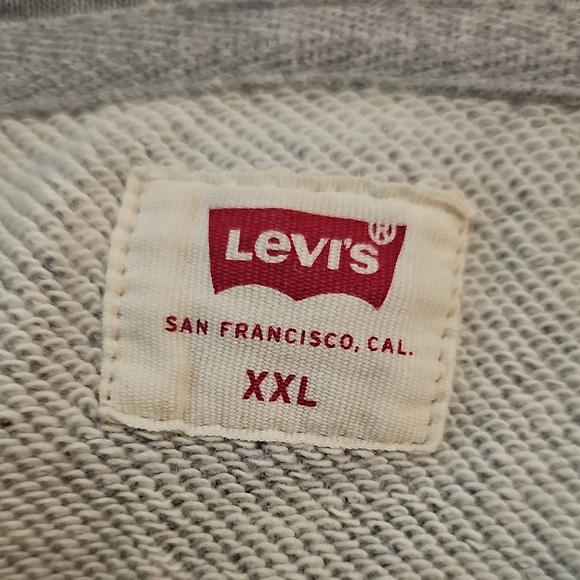 Levi's®
SAN FRANCISCO, CAL.
XXL